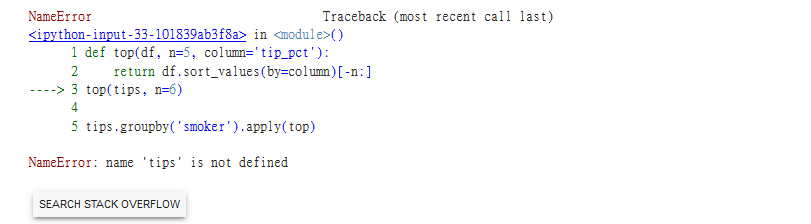 NameError                                 Traceback (most recent call last)
<ipython-input-33-101839ab3f8a> in <module>()
      1 def top(df, n=5, column='tip_pct'):
      2     return df.sort_values(by=column)[-n:]
----> 3 top(tips, n=6)
      4
      5 tips.groupby('smoker').apply(top)
NameError: name 'tips' is not defined
SEARCH STACK OVERFLOW